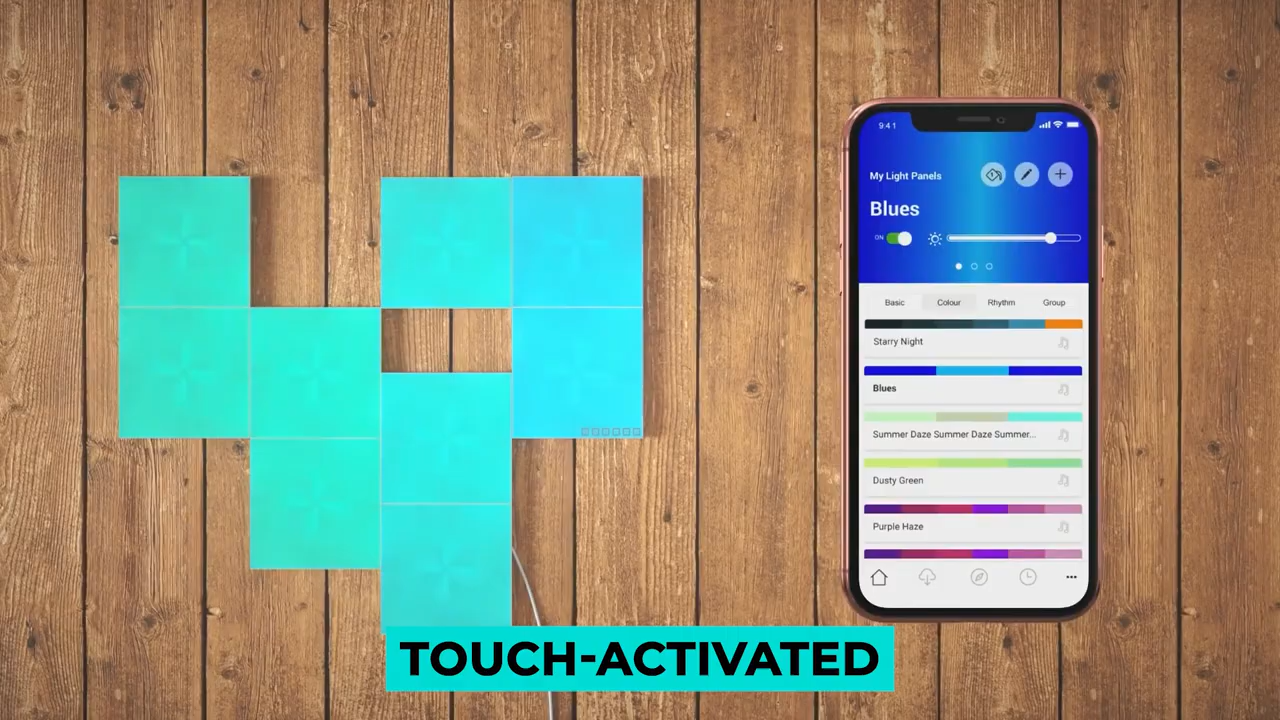 9:41
My Light Panels
Blues
ON
Basic Colour Rhythm Group
Starry Night
Blues
Summer Daze Summer Daze Summer...
Dusty Green
Purple Haze
TOUCH-ACTIVATED